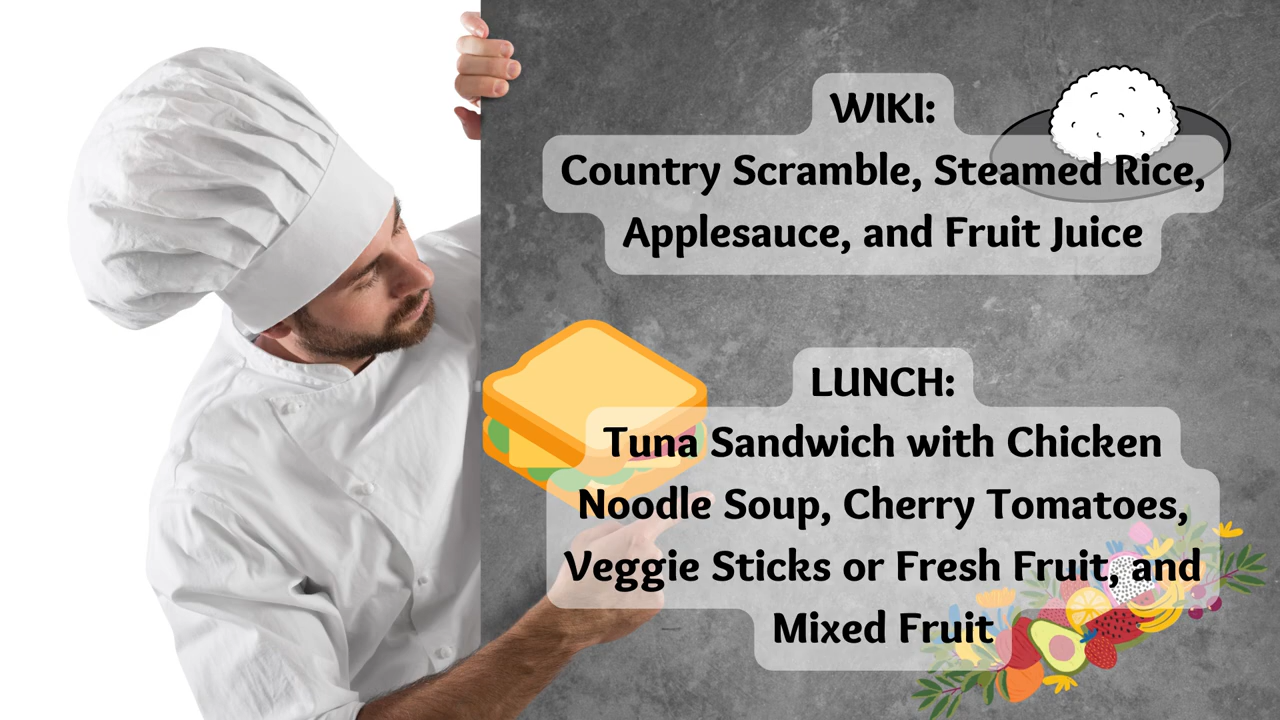 WIKI:
Country Scramble, Steamed Rice,
Applesauce, and Fruit Juice
LUNCH:
Tuna Sandwich with Chicken
Noodle Soup, Cherry Tomatoes,
Veggie Sticks or Fresh Fruit, and
Mixed Fruit